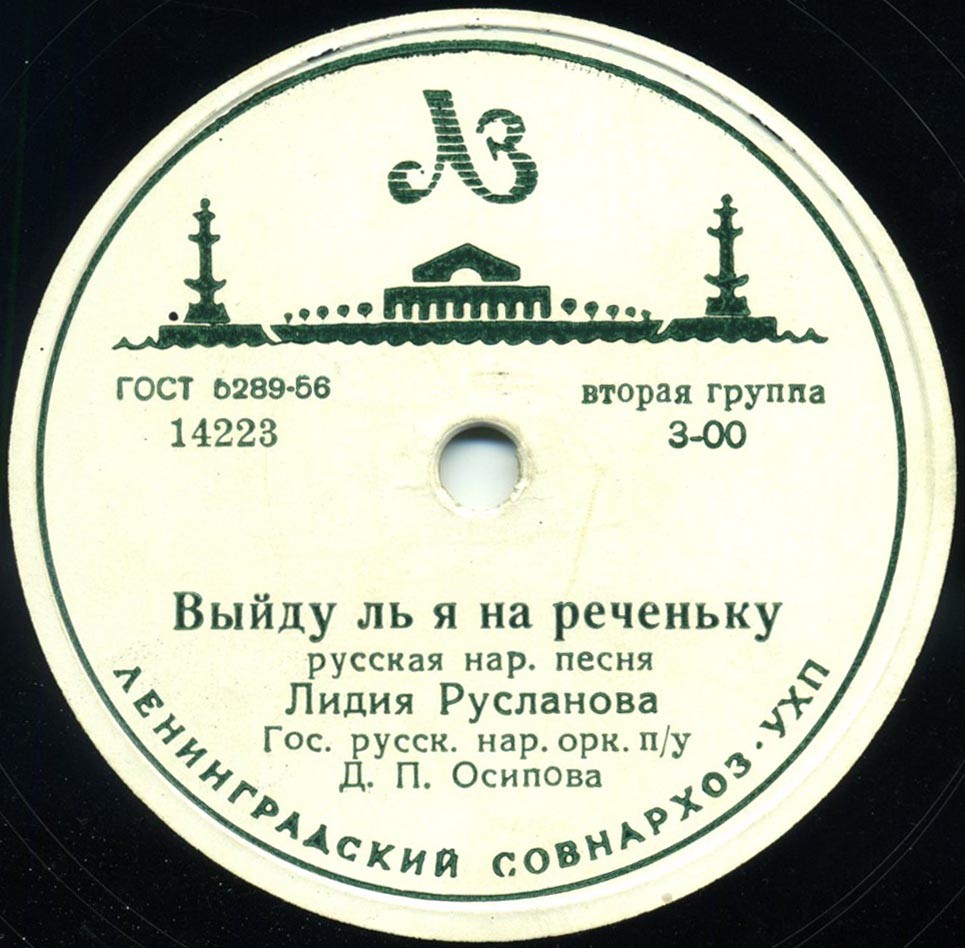 ЛЗ
ГОСТ 5289-56
14223
вторая группа
3-00
Выйду ль я на реченьку
русская нар. песня
Лидия Русланова
Гос. русск. нар. орк. п/у
Д. П. Осипова
ЛЕНИНГРАДСКИЙ СОВНАРХОЗ · УХП